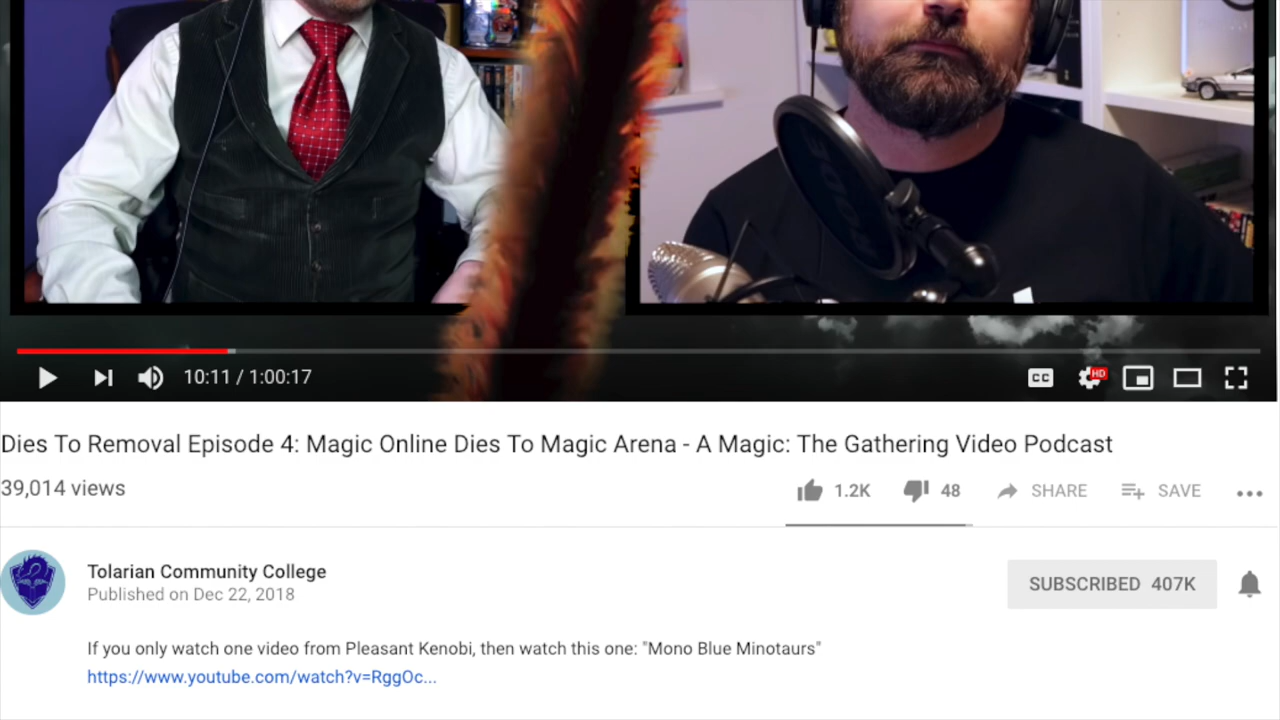 10:11 / 1:00:17
CC
HD
Dies To Removal Episode 4: Magic Online Dies To Magic Arena - A Magic: The Gathering Video Podcast
39,014 views
1.2K
48
SHARE
SAVE
Tolarian Community College
Published on Dec 22, 2018
SUBSCRIBED 407K
If you only watch one video from Pleasant Kenobi, then watch this one: "Mono Blue Minotaurs"
https://www.youtube.com/watch?v=RggOc...